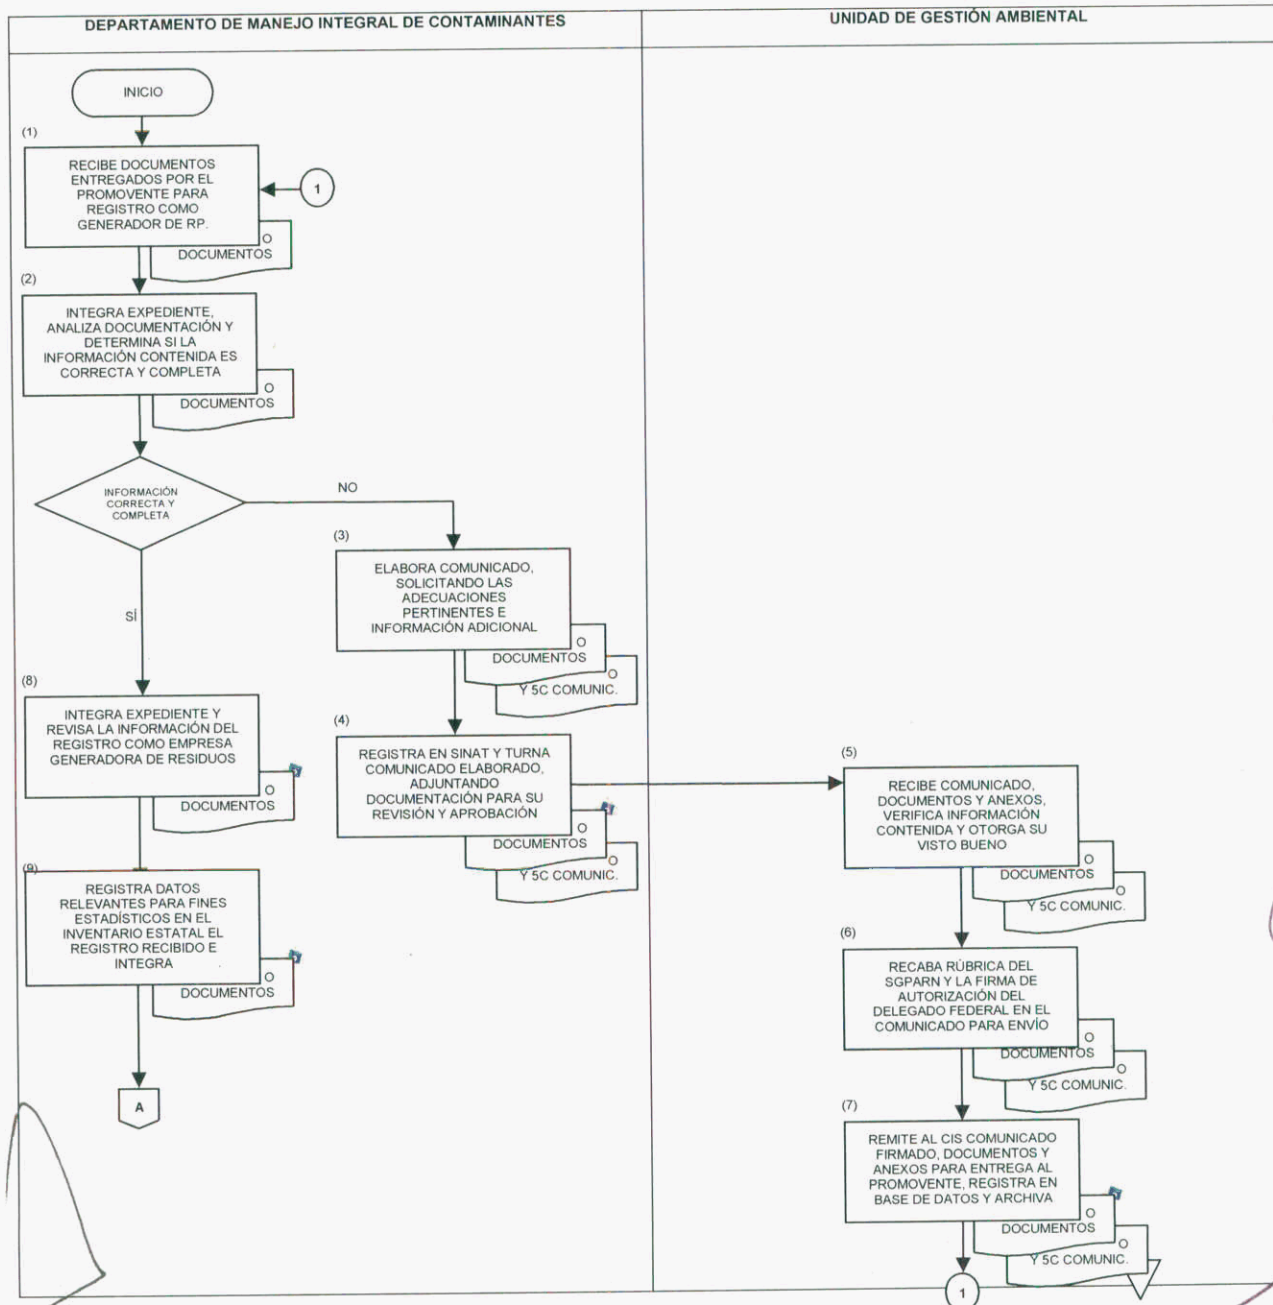 DEPARTAMENTO DE MANEJO INTEGRAL DE CONTAMINANTES
UNIDAD DE GESTIÓN AMBIENTAL
INICIO
(1)
RECIBE DOCUMENTOS
ENTREGADOS POR EL
PROMOVENTE PARA
REGISTRO COMO
GENERADOR DE RP.
1
O
DOCUMENTOS
(2)
INTEGRA EXPEDIENTE,
ANALIZA DOCUMENTACIÓN Y
DETERMINA SI LA
INFORMACIÓN CONTENIDA ES
CORRECTA Y COMPLETA
O
DOCUMENTOS
INFORMACIÓN
CORRECTA Y
COMPLETA
NO
SÍ
(3)
ELABORA COMUNICADO,
SOLICITANDO LAS
ADECUACIONES
PERTINENTES E
INFORMACIÓN ADICIONAL
O
DOCUMENTOS
O
Y 5C COMUNIC.
(4)
REGISTRA EN SINAT Y TURNA
COMUNICADO ELABORADO,
ADJUNTANDO
DOCUMENTACIÓN PARA SU
REVISIÓN Y APROBACIÓN
O
DOCUMENTOS
O
Y 5C COMUNIC.
(8)
INTEGRA EXPEDIENTE Y
REVISA LA INFORMACIÓN DEL
REGISTRO COMO EMPRESA
GENERADORA DE RESIDUOS
O
DOCUMENTOS
(9)
REGISTRA DATOS
RELEVANTES PARA FINES
ESTADÍSTICOS EN EL
INVENTARIO ESTATAL EL
REGISTRO RECIBIDO E
INTEGRA
O
DOCUMENTOS
A
(5)
RECIBE COMUNICADO,
DOCUMENTOS Y ANEXOS,
VERIFICA INFORMACIÓN
CONTENIDA Y OTORGA SU
VISTO BUENO
O
DOCUMENTOS
O
Y 5C COMUNIC.
(6)
RECABA RÚBRICA DEL
SGPARN Y LA FIRMA DE
AUTORIZACIÓN DEL
DELEGADO FEDERAL EN EL
COMUNICADO PARA ENVÍO
O
DOCUMENTOS
O
Y 5C COMUNIC.
(7)
REMITE AL CIS COMUNICADO
FIRMADO, DOCUMENTOS Y
ANEXOS PARA ENTREGA AL
PROMOVENTE, REGISTRA EN
BASE DE DATOS Y ARCHIVA
O
DOCUMENTOS
O
Y 5C COMUNIC.
1